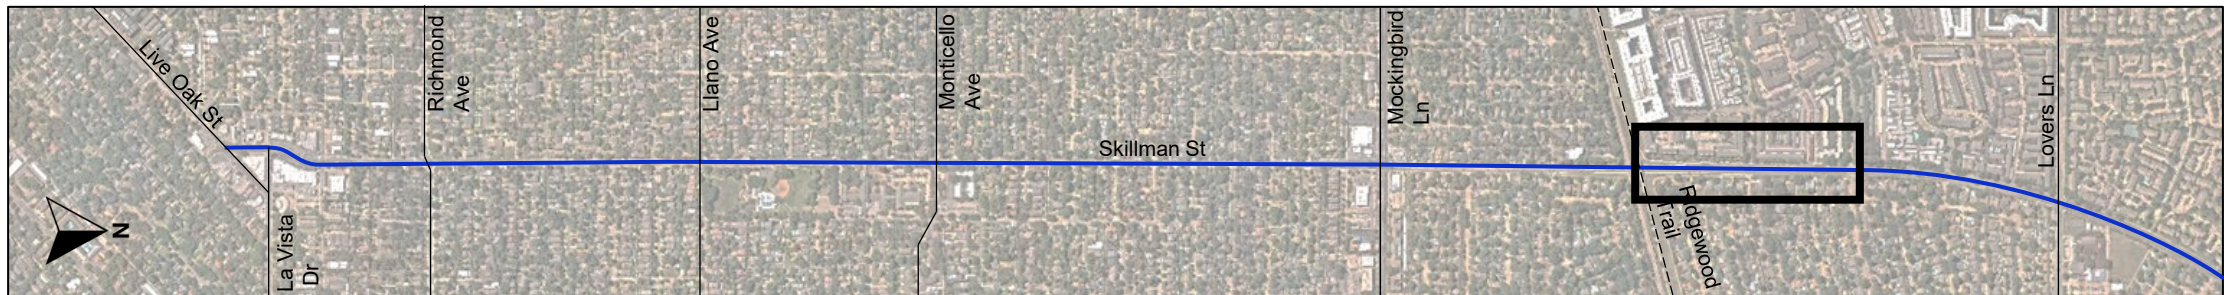 Live Oak St
La Vista
Dr
Richmond
Ave
Llano Ave
Monticello
Ave
Skillman St
Mockingbird
Ln
Ridgewood
Trail
Lovers Ln
N